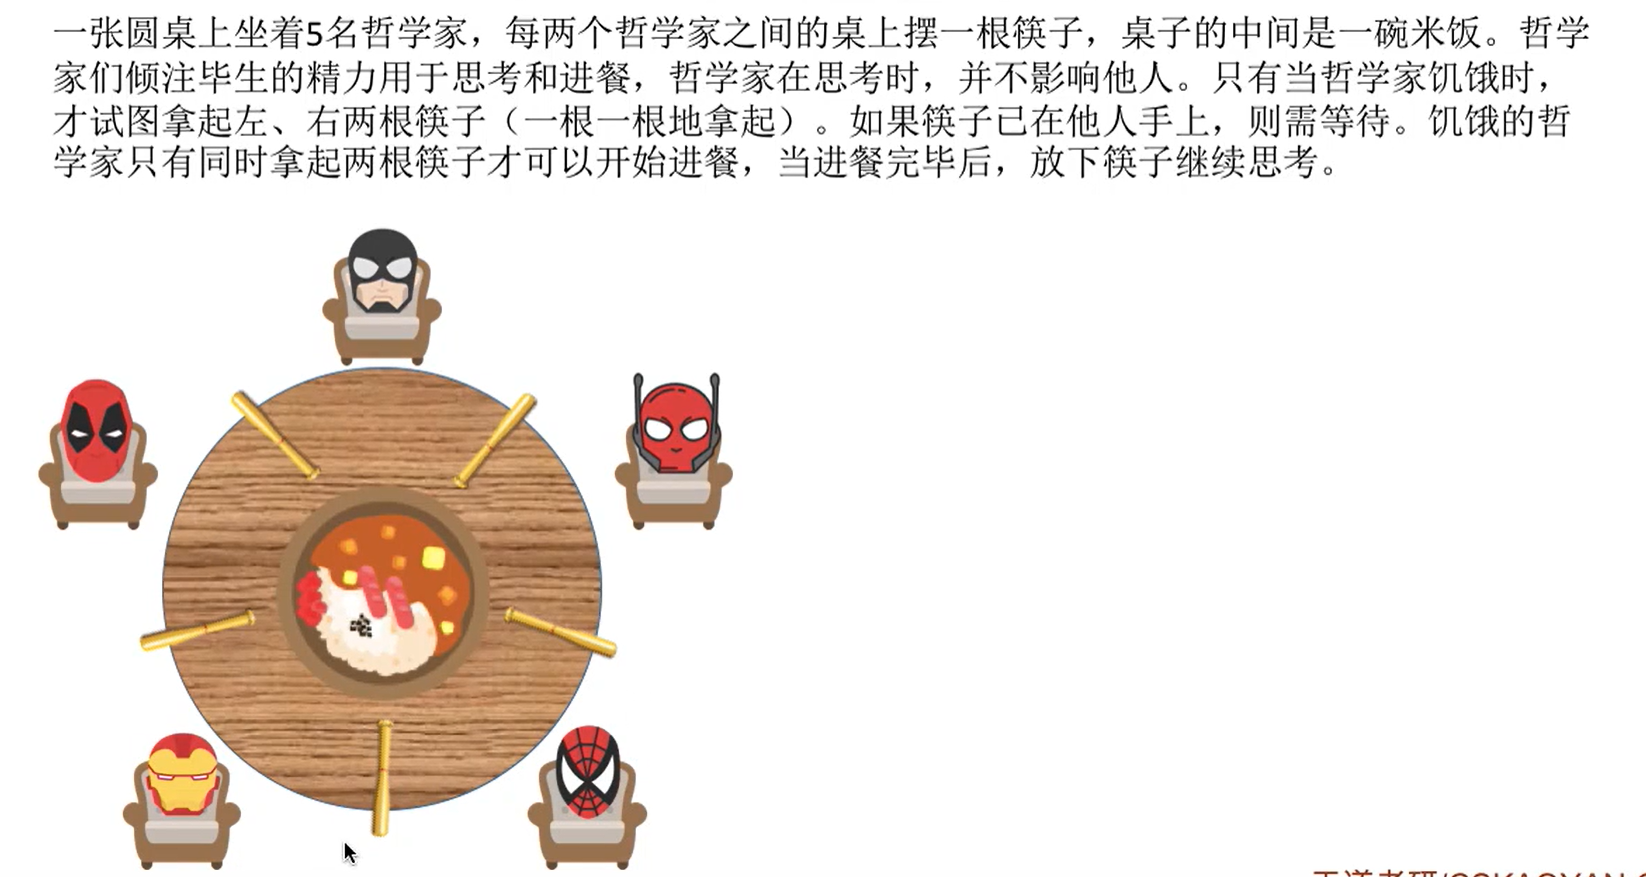 一张圆桌上坐着5名哲学家，每两个哲学家之间的桌上摆一根筷子，桌子的中间是一碗米饭。哲学
家们倾注毕生的精力用于思考和进餐，哲学家在思考时，并不影响他人。只有当哲学家饥饿时，
才试图拿起左、右两根筷子（一根一根地拿起）。如果筷子已在他人手上，则需等待。饥饿的哲
学家只有同时拿起两根筷子才可以开始进餐，当进餐完毕后，放下筷子继续思考。